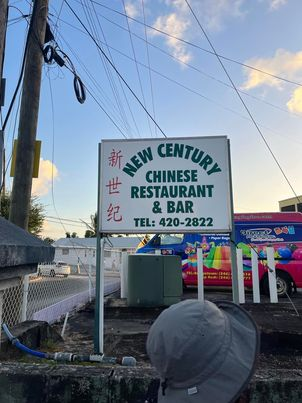 新世纪
NEW CENTURY
CHINESE
RESTAURANT
& BAR
TEL: 420-2822